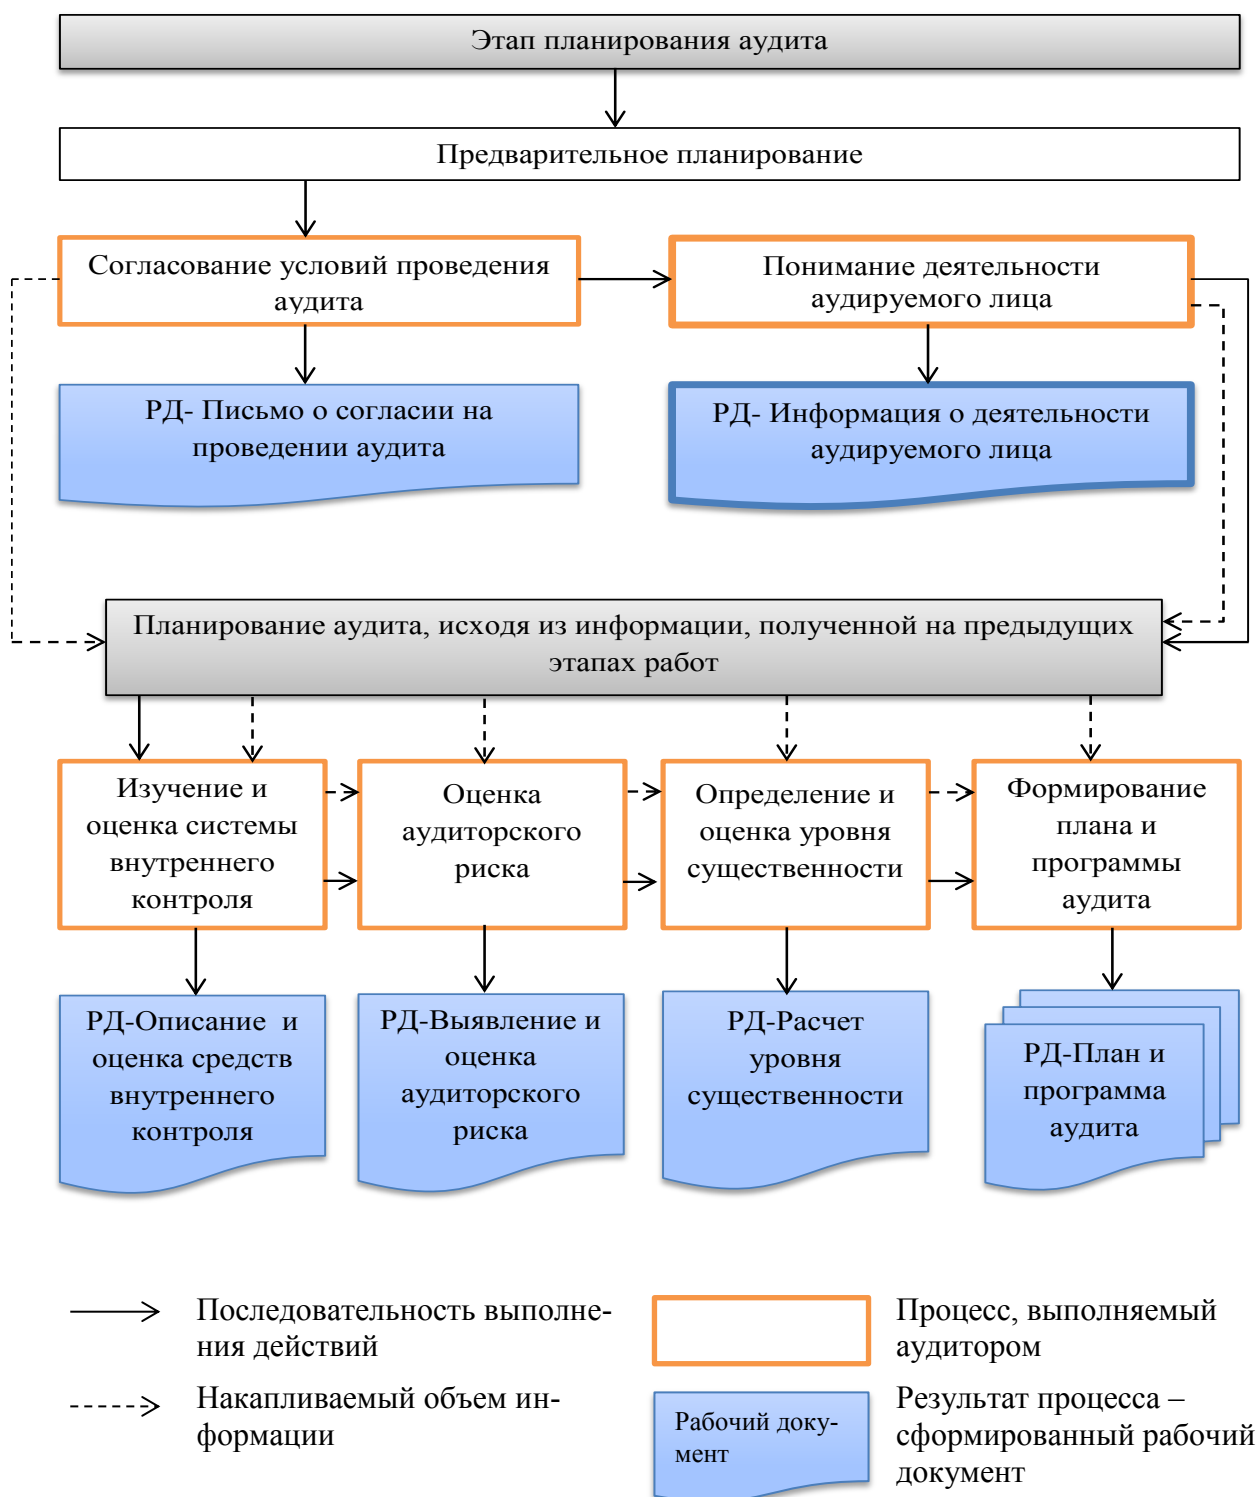 Этап планирования аудита
Предварительное планирование
Согласование условий проведения
аудита
Понимание деятельности
аудируемого лица
РД- Письмо о согласии на
проведении аудита
РД- Информация о деятельности
аудируемого лица
Планирование аудита, исходя из информации, полученной на предыдущих
этапах работ
Изучение и
оценка системы
внутреннего
контроля
Оценка
аудиторского
риска
Определение и
оценка уровня
существенности
Формирование
плана и
программы
аудита
РД-Описание и
оценка средств
внутреннего
контроля
РД-Выявление и
оценка
аудиторского
риска
РД-Расчет
уровня
существенности
РД-План и
программа
аудита
Последовательность выполне-
ния действий
Процесс, выполняемый
аудитором
Накапливаемый объем ин-
формации
Рабочий доку-
мент
Результат процесса –
сформированный рабочий
документ